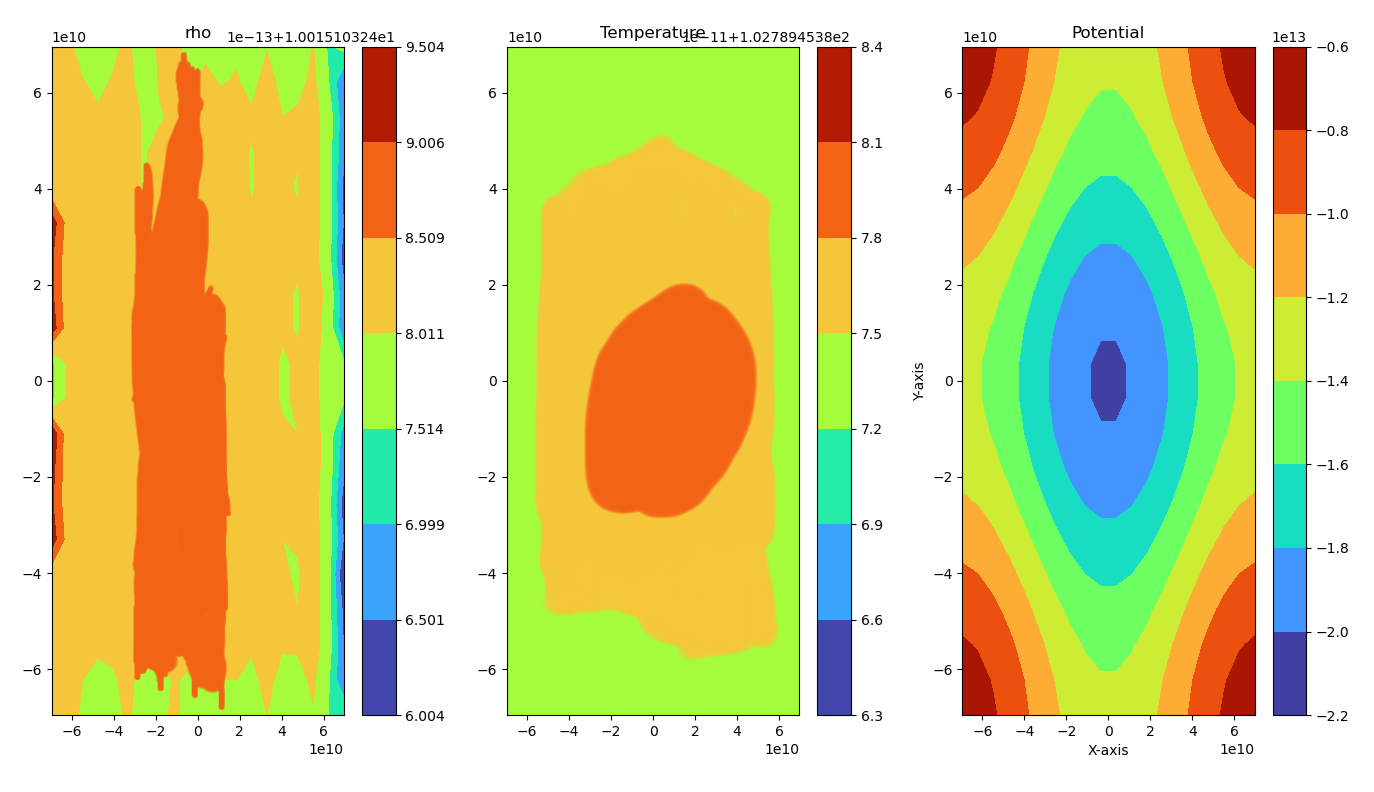 rho
1e10
1e−13+1.001510324e1
6
4
2
0
−2
−4
−6
−6 −4 −2 0 2 4 6
1e10
9.504
9.006
8.509
8.011
7.514
6.999
6.501
6.004
Temperature
1e10
1e−11+1.027894538e2
6
4
2
0
−2
−4
−6
−6 −4 −2 0 2 4 6
1e10
8.4
8.1
7.8
7.5
7.2
6.9
6.6
6.3
Potential
1e10
1e13
Y-axis
6
4
2
0
−2
−4
−6
−6 −4 −2 0 2 4 6
X-axis
1e10
−0.6
−0.8
−1.0
−1.2
−1.4
−1.6
−1.8
−2.0
−2.2